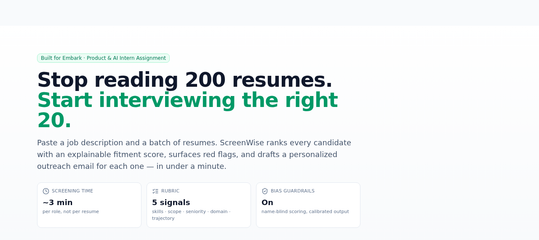 Built for Embark · Product & AI Intern Assignment
Stop reading 200 resumes.
Start interviewing the right
20.
Paste a job description and a batch of resumes. ScreenWise ranks every candidate
with an explainable fitment score, surfaces red flags, and drafts a personalized
outreach email for each one — in under a minute.
SCREENING TIME
~3 min
per role, not per resume
RUBRIC
5 signals
skills · scope · seniority · domain ·
trajectory
BIAS GUARDRAILS
On
name-blind scoring, calibrated output